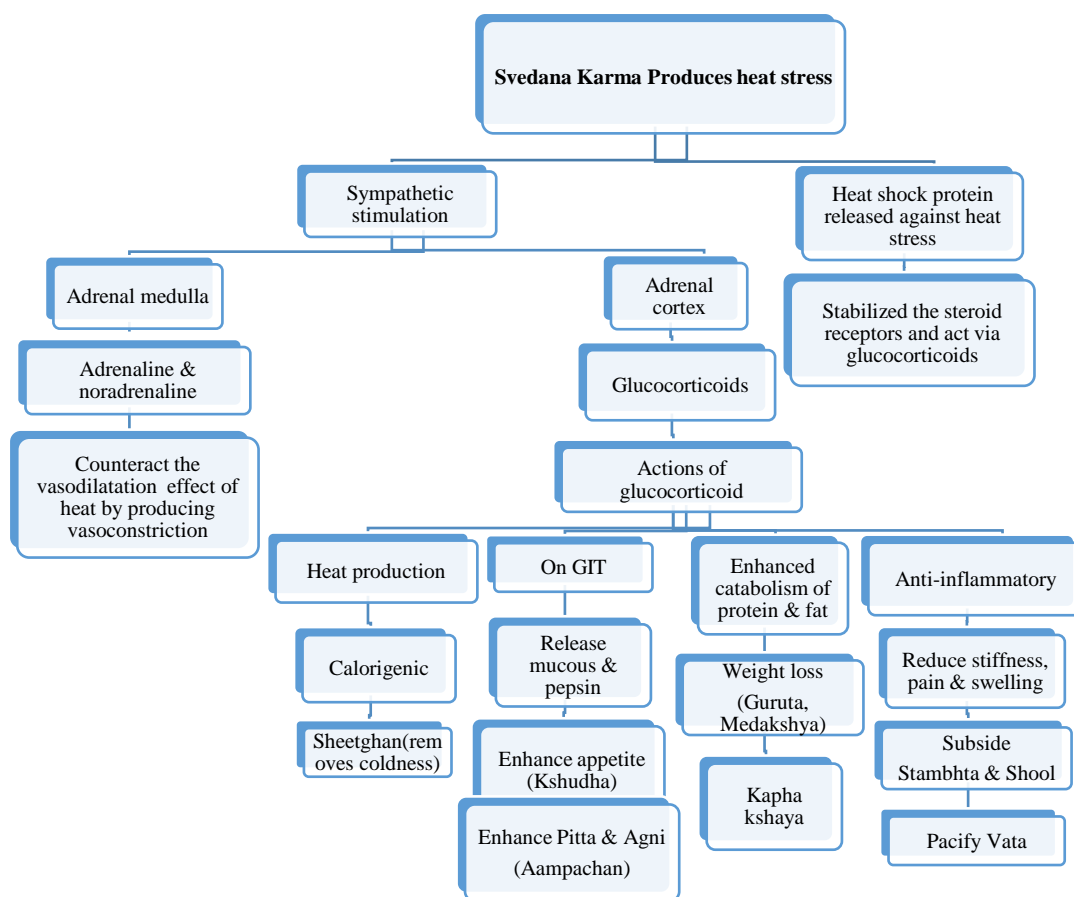 Svedana Karma Produces heat stress
Sympathetic
stimulation
Heat shock protein
released against heat
stress
Adrenal medulla
Adrenal
cortex
Stabilized the steroid
receptors and act via
glucocorticoids
Adrenaline &
noradrenaline
Glucocorticoids
Counteract the
vasodilatation effect of
heat by producing
vasoconstriction
Actions of
glucocorticoid
Heat production
On GIT
Enhanced
catabolism of
protein & fat
Anti-inflammatory
Calorigenic
Release
mucous &
pepsin
Weight loss
(Guruta,
Medakshya)
Reduce stiffness,
pain & swelling
Sheetghan(rem
oves coldness)
Enhance appetite
(Kshudha)
Kapha
kshaya
Subside
Stambhta & Shool
Enhance Pitta & Agni
(Aampachan)
Pacify Vata